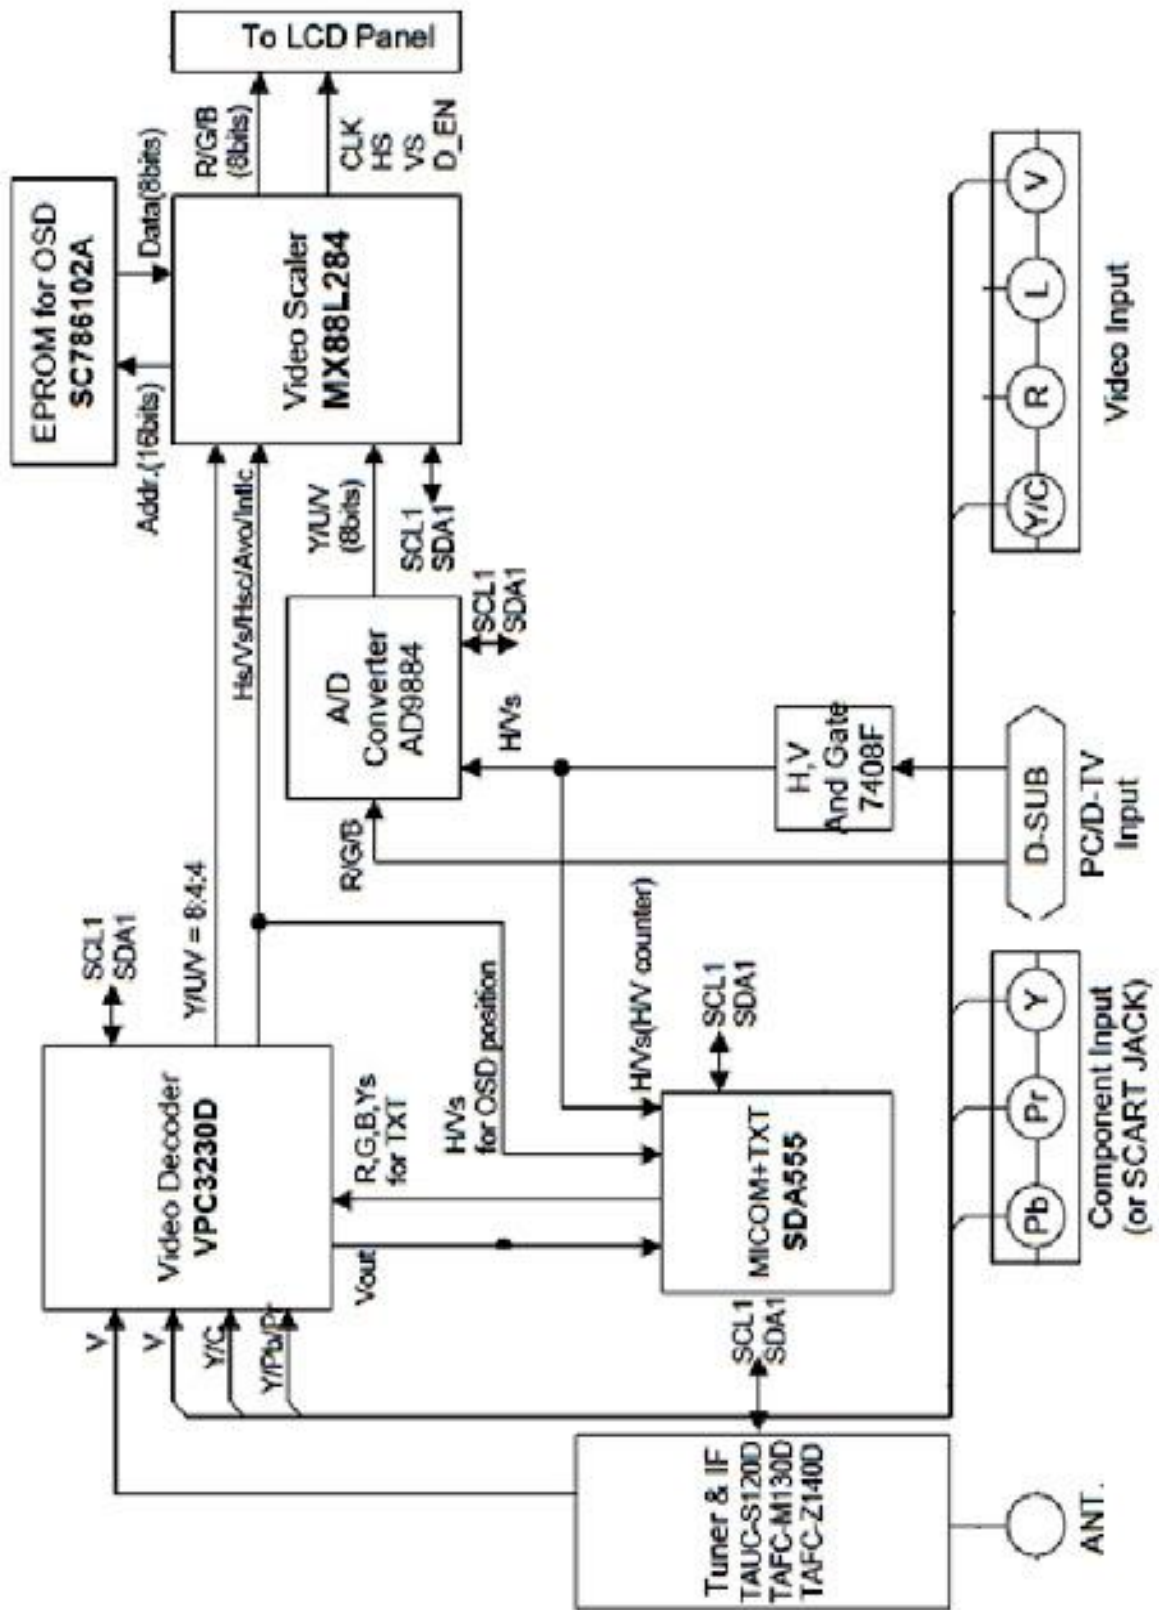 To LCD Panel
R/G/B
(8bits)
CLK
HS
VS
D_EN
EPROM for OSD
SC786102A
Addr.(16bits)
Data(8bits)
Video Scaler
MX88L284
Y/U/V = 8:4:4
Hs/Vs/Hsc/Avo/Intlc
Y/U/V
(8bits)
SCL1
SDA1
A/D
Converter
AD9884
SCL1
SDA1
R/G/B
H/Vs
Video Decoder
VPC3230D
SCL1
SDA1
V
V
Y/C
Y/Pb/Pr
Vout
R,G,B,Ys
for TXT
H/Vs
for OSD position
H/Vs(H/V counter)
MICOM+TXT
SDA555
SCL1
SDA1
SCL1
SDA1
H,V
And Gate
7408F
Tuner & IF
TAUC-S120D
TAFC-M130D
TAFC-Z140D
ANT.
Pb
Pr
Y
Component Input
(or SCART JACK)
D-SUB
PC/D-TV
Input
Y/C
R
L
V
Video Input